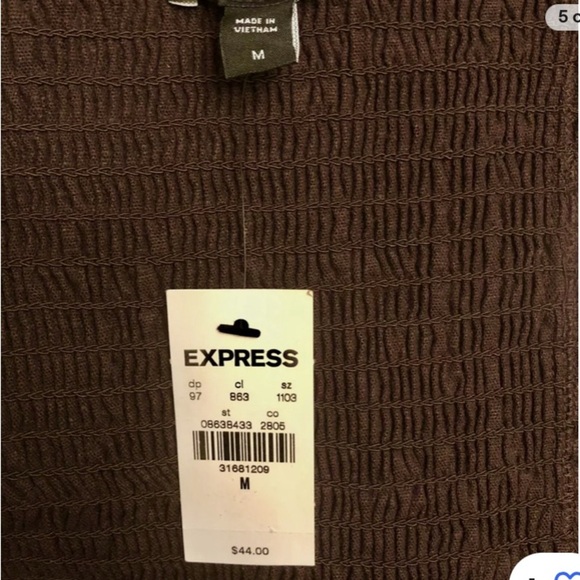 5 o
MADE IN
VIETNAM
M
EXPRESS
dp cl sz
97 863 1103
st co
08638433 2805
31681209
M
$44.00